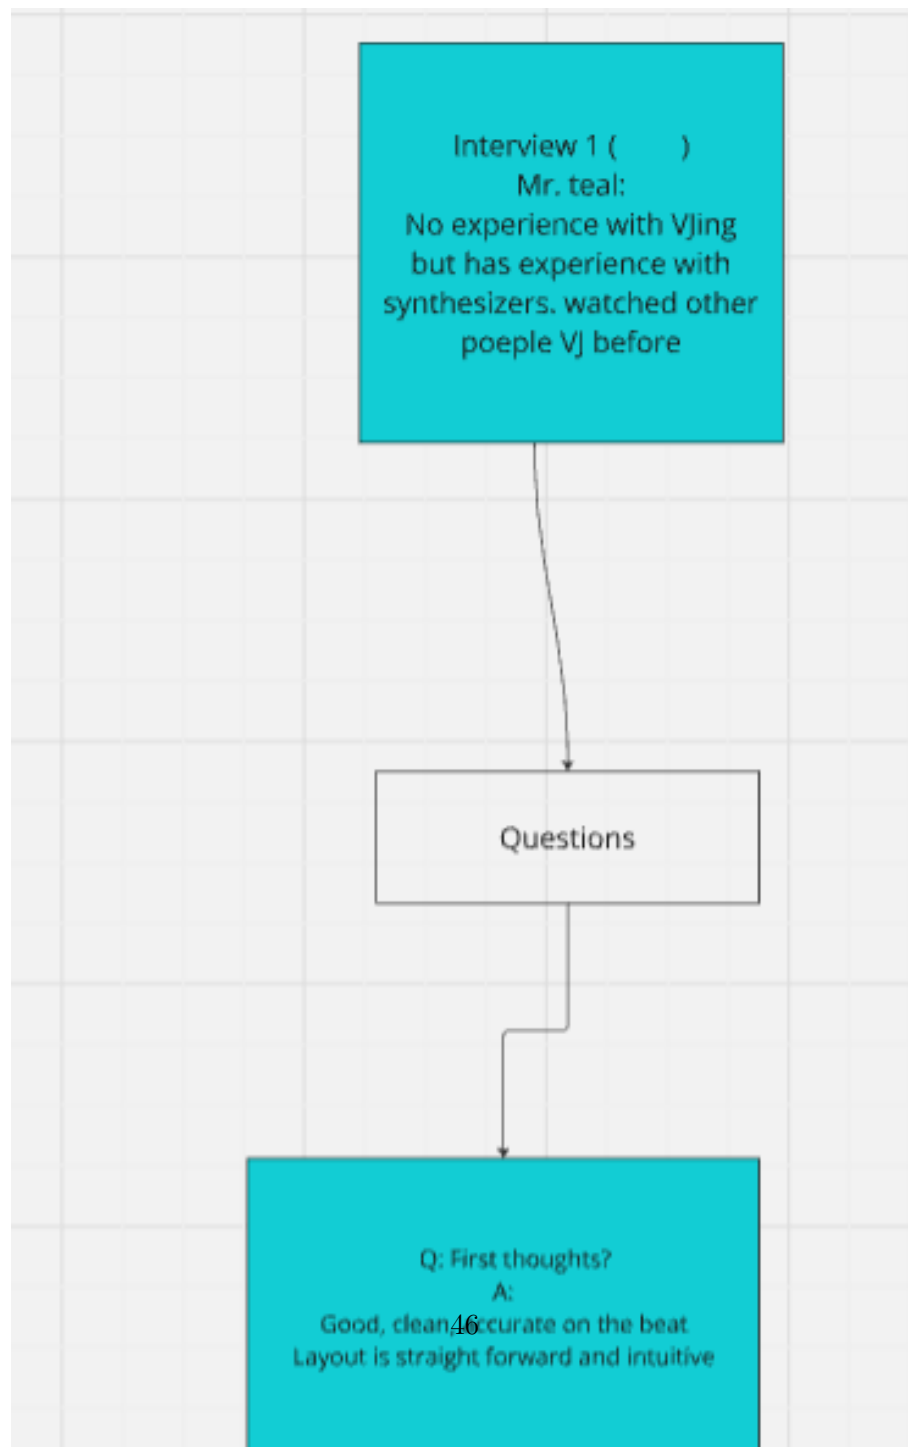 Interview 1 (        )
Mr. teal:
No experience with VJing
but has experience with
synthesizers. watched other
poeple VJ before
Questions
Q: First thoughts?
A:
Good, clean, accurate on the beat
46
Layout is straight forward and intuitive